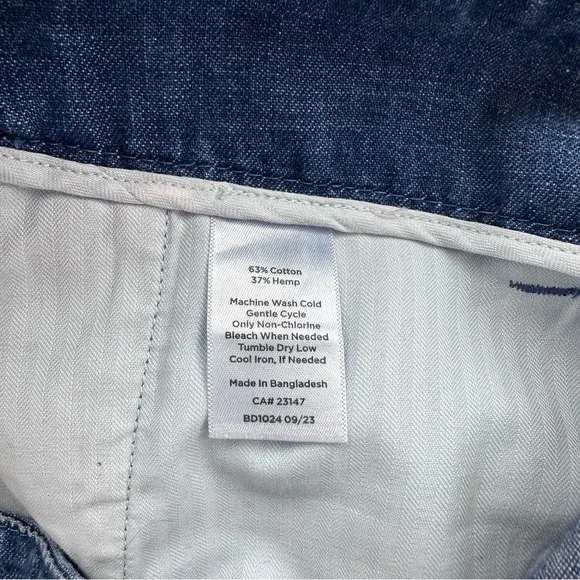 63% Cotton
37% Hemp
Machine Wash Cold
Gentle Cycle
Only Non-Chlorine
Bleach When Needed
Tumble Dry Low
Cool Iron, If Needed
Made In Bangladesh
CA# 23147
BD1024 09/23